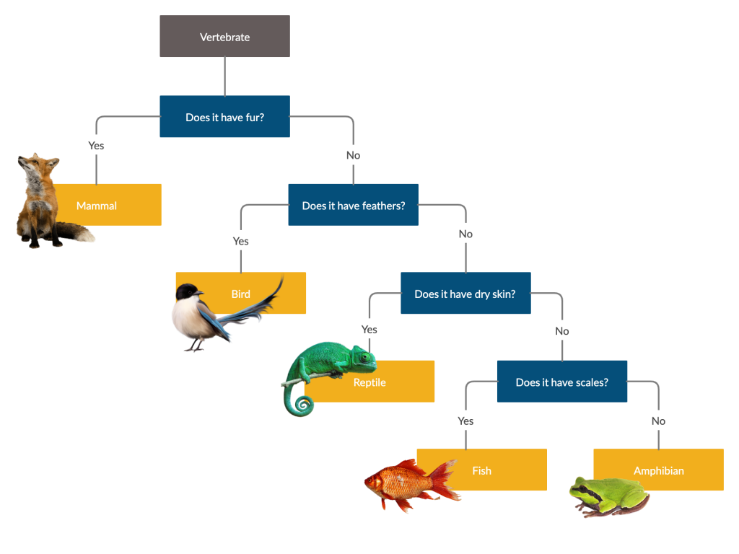 Vertebrate
Does it have fur?
Yes
No
Mammal
Does it have feathers?
Yes
No
Bird
Does it have dry skin?
Yes
No
Reptile
Does it have scales?
Yes
No
Fish
Amphibian